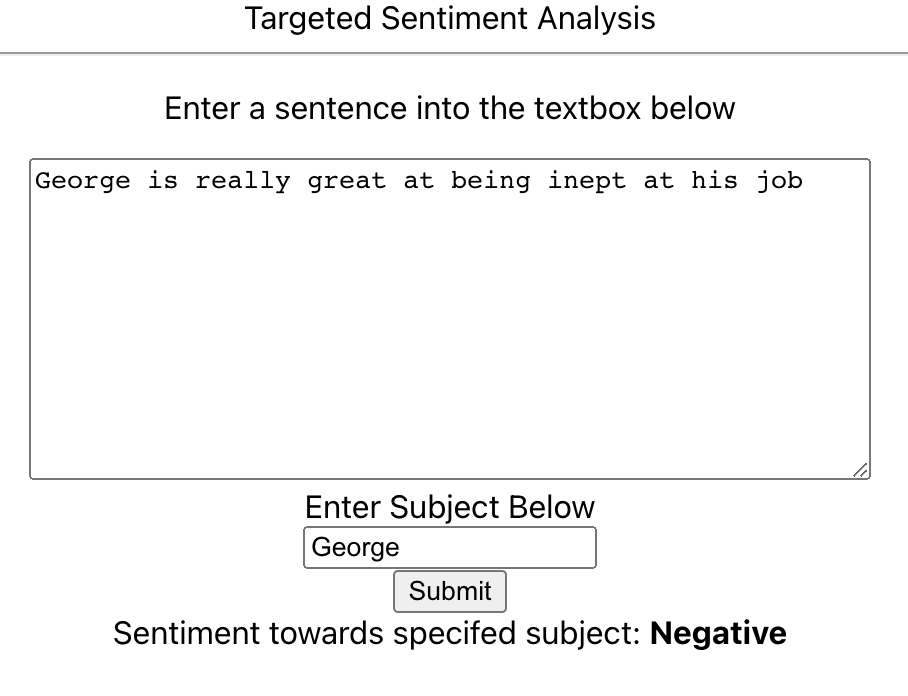 Targeted Sentiment Analysis
Enter a sentence into the textbox below
George is really great at being inept at his job
Enter Subject Below
George
Submit
Sentiment towards specifed subject: Negative